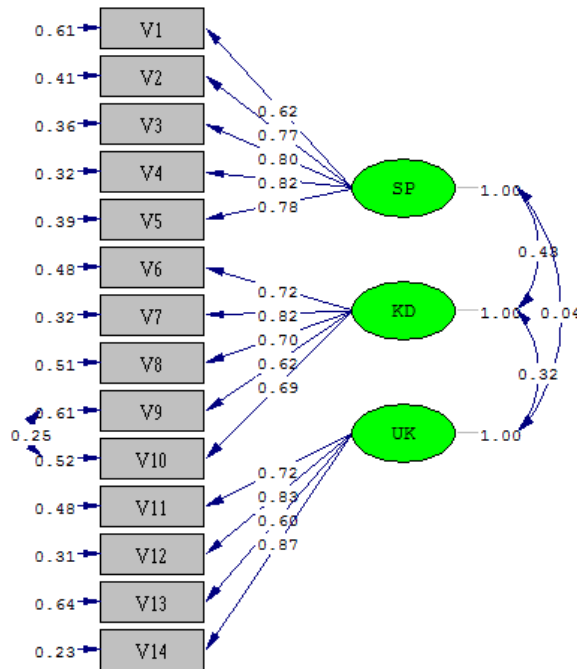 0.61 V1
0.41 V2
0.62
0.36 V3
0.77
0.80
0.32 V4
0.82
SP 1.00
0.78
0.39 V5
0.48 V6
0.48
0.72
0.32 V7
0.82
KD 1.00 0.04
0.70
0.51 V8
0.62
0.32
0.69
0.61 V9
0.25
UK 1.00
0.52 V10
0.72
0.48 V11
0.83
0.60
0.31 V12
0.87
0.64 V13
0.23 V14